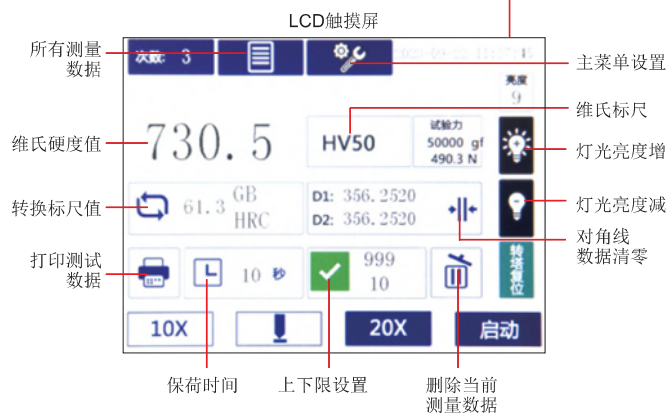 LCD触摸屏
所有测量
数据
次数: 3
主菜单设置
亮度
9
维氏标尺
维氏硬度值
730.5
HV50
试验力
50000 gf
490.3 N
灯光亮度增
转换标尺值
61.3
GB
HRC
D1: 356.2520
D2: 356.2520
灯光亮度减
对角线
数据清零
打印测试
数据
10 秒
999
10
转塔复位
10X
20X
启动
保荷时间
上下限设置
删除当前
测量数据